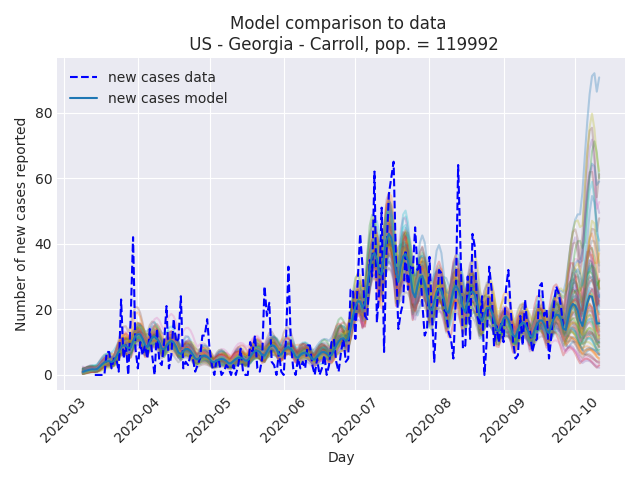 Model comparison to data
US - Georgia - Carroll, pop. = 119992
new cases data
new cases model
Number of new cases reported
80
60
40
20
0
2020-03
2020-04
2020-05
2020-06
2020-07
2020-08
2020-09
2020-10
Day